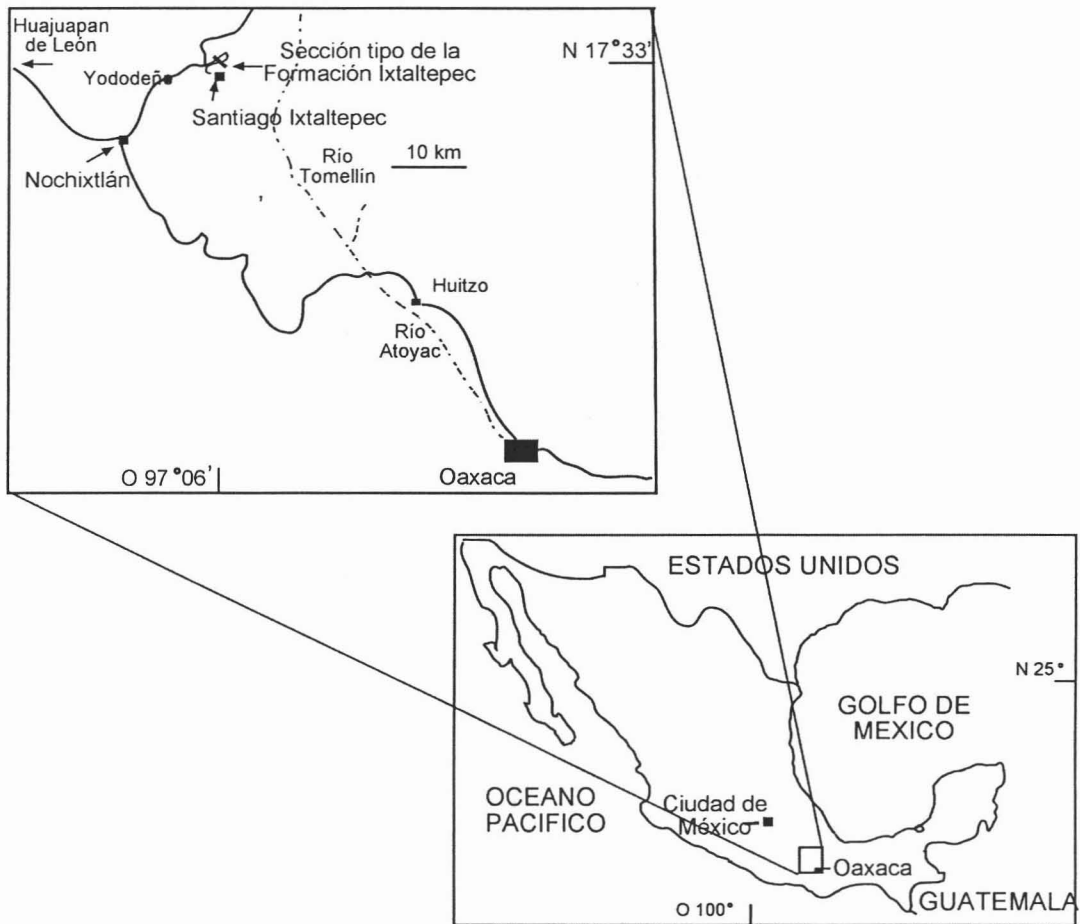 Huajuapan
de León
N 17°33'
Sección tipo de la
Formación Ixtaltepec
Yododeñ
Santiago Ixtaltepec
Río
Tomellín
10 km
Nochixtlán
Huitzo
Río
Atoyac
O 97°06'
Oaxaca
ESTADOS UNIDOS
N 25°
GOLFO DE
MEXICO
OCEANO
PACIFICO
Ciudad de
México
Oaxaca
GUATEMALA
O 100°